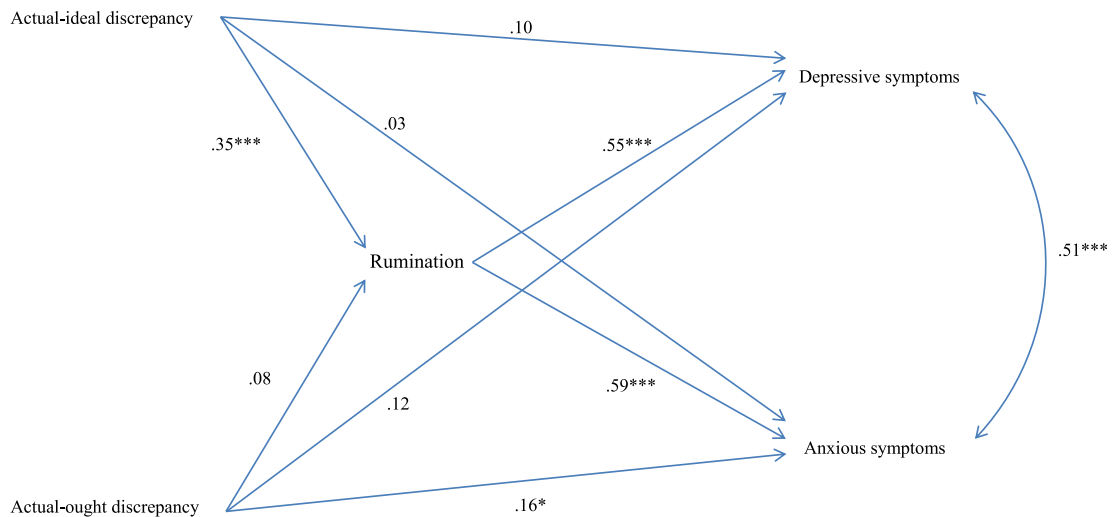 Actual-ideal discrepancy
.10
Depressive symptoms
.03
.35***
.55***
.51***
Rumination
.08
.59***
.12
Anxious symptoms
Actual-ought discrepancy
.16*